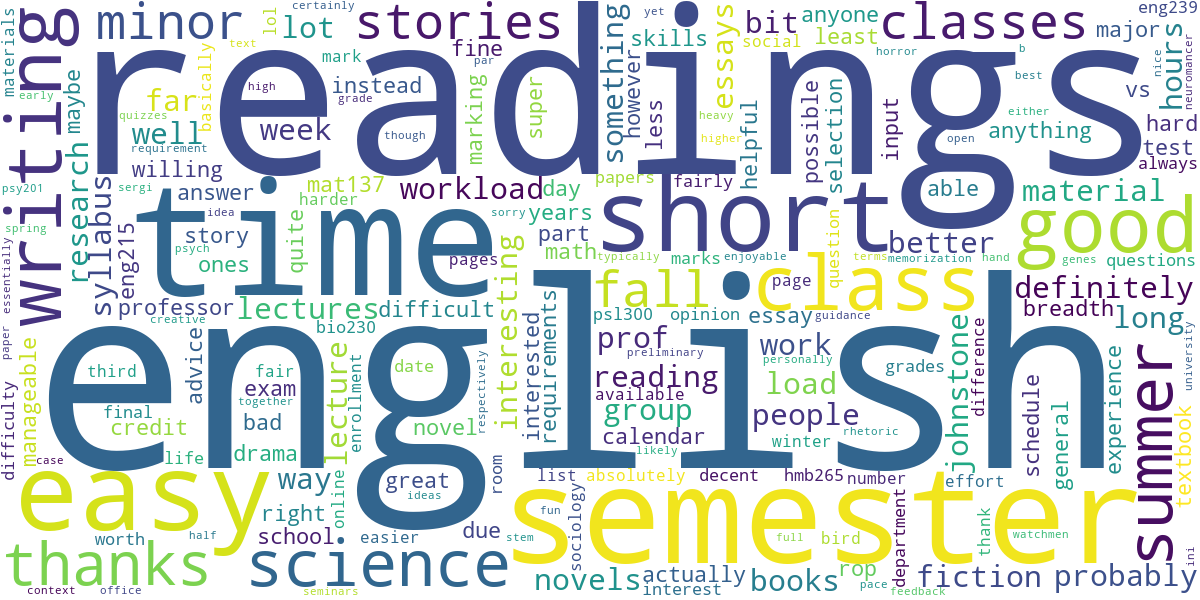 materials
writing
minor
lol
lot
stories
fine
certainly
text
mark
far
basically
instead
something
skills
however
essays
bit
social
anyone
least
classes
major
eng239
hours
nice
neuromancer
vs
b
best
horror
early
maybe
research
quizzes
well
requirement
willing
readings
high
grade
week
though
par
marking
super
less
heavy
higher
helpful
possible
selection
input
open
either
yet
anything
hard
test
always
psy201
spring
essentially
sergi
syllabus
eng215
answer
idea
story
psych
ones
quite
mat137
harder
time
workload
day
sorry
years
part
math
pages
papers
fairly
short
typically
marks
enjoyable
question
able
better
terms
memorization
hand
genes
material
good
questions
professor
lectures
difficult
interesting
fall
class
page
definitely
breadth
long
paper
creative
bio230
advice
lecture
enrollment
interested
requirements
psl300
opinion
essay
guidance
prof
preliminary
work
personally
johnstone
difference
university
difficulty
manageable
third
fair
exam
together
date
respectively
english
reading
available
group
calendar
load
people
grades
winter
rhetoric
likely
schedule
general
experience
summer
textbook
final
credit
bad
life
drama
novel
great
ideas
room
case
easy
way
online
right
list
absolutely
decent
hmb265
number
effort
fun
semester
sociology
worth
half
school
easier
due
stem
full
bird
department
thank
watchmen
ini
thanks
science
context
office
seminars
novels
actually
interest
books
rop
pace
feedback
fiction
probably